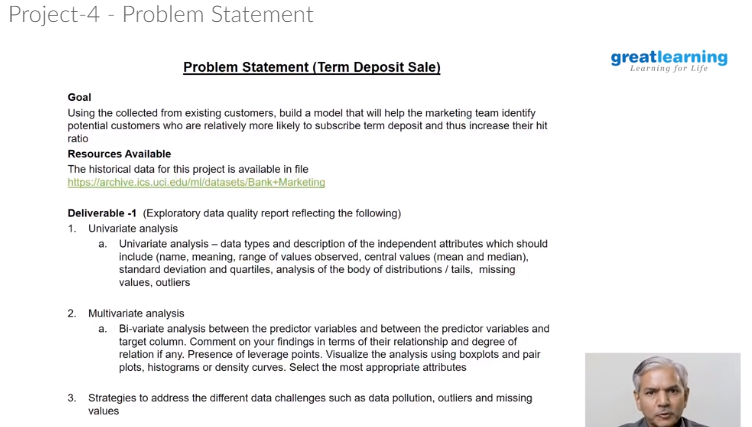 Project-4 - Problem Statement
Problem Statement (Term Deposit Sale)
greatlearning
Learning for Life
Goal
Using the collected from existing customers, build a model that will help the marketing team identify
potential customers who are relatively more likely to subscribe term deposit and thus increase their hit
ratio
Resources Available
The historical data for this project is available in file
https://archive.ics.uci.edu/ml/datasets/Bank+Marketing
Deliverable -1 (Exploratory data quality report reflecting the following)
1. Univariate analysis
a. Univariate analysis – data types and description of the independent attributes which should
include (name, meaning, range of values observed, central values (mean and median),
standard deviation and quartiles, analysis of the body of distributions / tails, missing
values, outliers
2. Multivariate analysis
a. Bi-variate analysis between the predictor variables and between the predictor variables and
target column. Comment on your findings in terms of their relationship and degree of
relation if any. Presence of leverage points. Visualize the analysis using boxplots and pair
plots, histograms or density curves. Select the most appropriate attributes
3. Strategies to address the different data challenges such as data pollution, outliers and missing
values